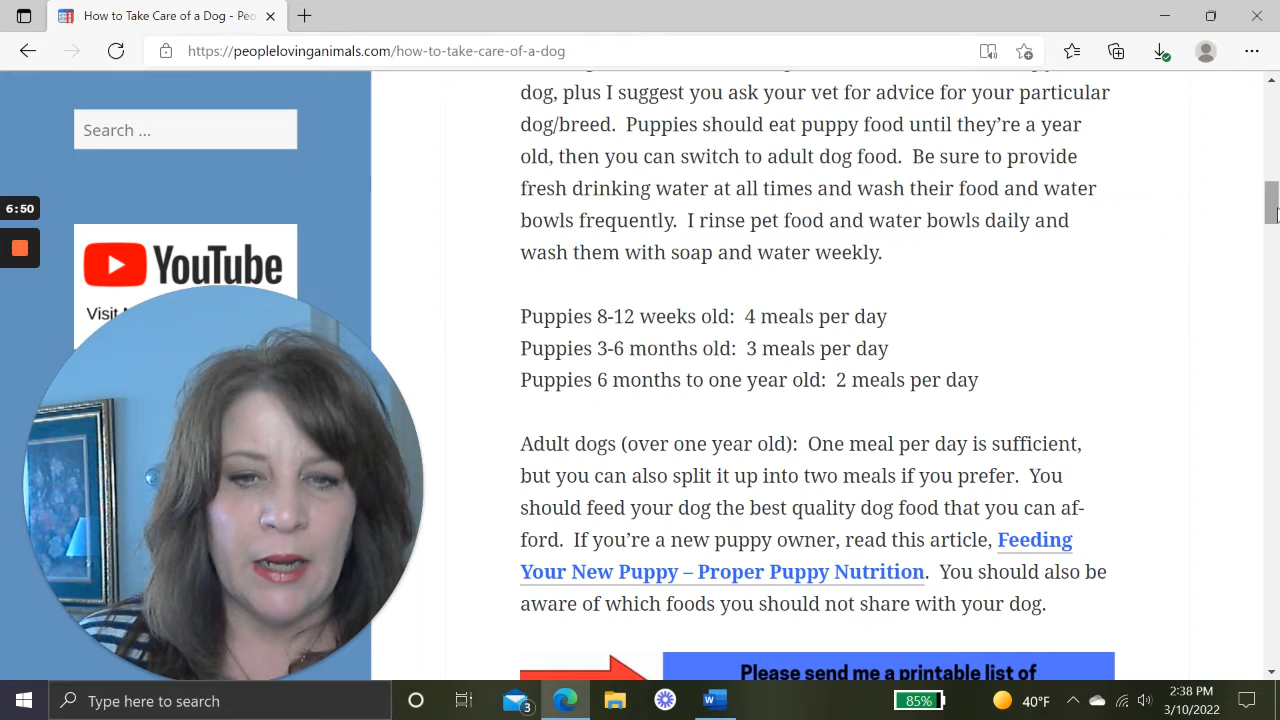 How to Take Care of a Dog - Peo
https://peoplelovinganimals.com/how-to-take-care-of-a-dog
Search ...
6:50
YouTube
Visit
dog, plus I suggest you ask your vet for advice for your particular
dog/breed.  Puppies should eat puppy food until they're a year
old, then you can switch to adult dog food.  Be sure to provide
fresh drinking water at all times and wash their food and water
bowls frequently.  I rinse pet food and water bowls daily and
wash them with soap and water weekly.
Puppies 8-12 weeks old:  4 meals per day
Puppies 3-6 months old:  3 meals per day
Puppies 6 months to one year old:  2 meals per day
Adult dogs (over one year old):  One meal per day is sufficient,
but you can also split it up into two meals if you prefer.  You
should feed your dog the best quality dog food that you can af-
ford.  If you're a new puppy owner, read this article, Feeding
Your New Puppy – Proper Puppy Nutrition.  You should also be
aware of which foods you should not share with your dog.
Please send me a printable list of
Type here to search
3
85%
40°F
2:38 PM
3/10/2022